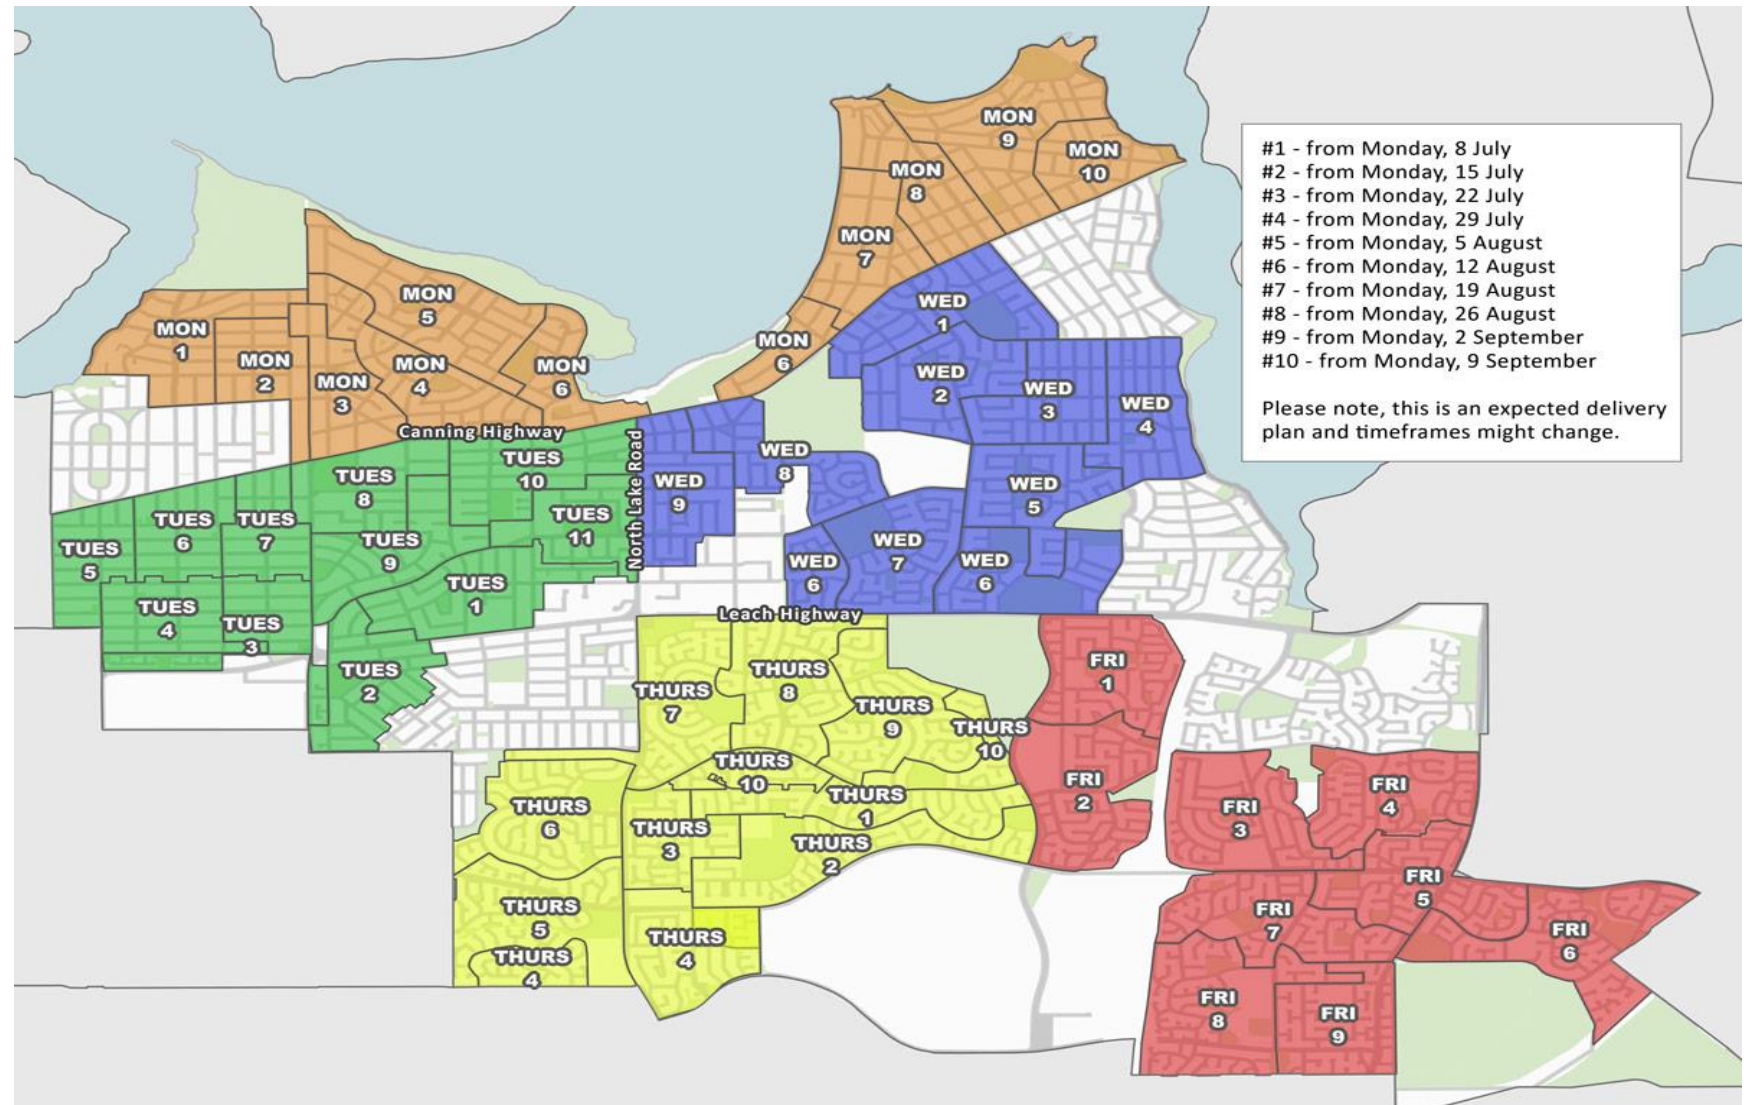 MON
9
MON
10
MON
8
MON
7
MON
6
MON
5
MON
1
MON
2
MON
3
MON
4
MON
6
#1 - from Monday, 8 July
#2 - from Monday, 15 July
#3 - from Monday, 22 July
#4 - from Monday, 29 July
#5 - from Monday, 5 August
#6 - from Monday, 12 August
#7 - from Monday, 19 August
#8 - from Monday, 26 August
#9 - from Monday, 2 September
#10 - from Monday, 9 September
Please note, this is an expected delivery
plan and timeframes might change.
WED
1
WED
2
WED
3
WED
4
Canning Highway
North Lake Road
WED
8
WED
9
WED
5
WED
7
WED
6
WED
6
TUES
10
TUES
8
TUES
11
TUES
6
TUES
7
TUES
5
TUES
9
TUES
1
TUES
4
TUES
3
TUES
2
Leach Highway
THURS
7
THURS
8
THURS
9
THURS
10
THURS
10
THURS
1
THURS
6
THURS
3
THURS
2
THURS
5
THURS
4
THURS
4
FRI
1
FRI
2
FRI
3
FRI
4
FRI
5
FRI
7
FRI
6
FRI
8
FRI
9